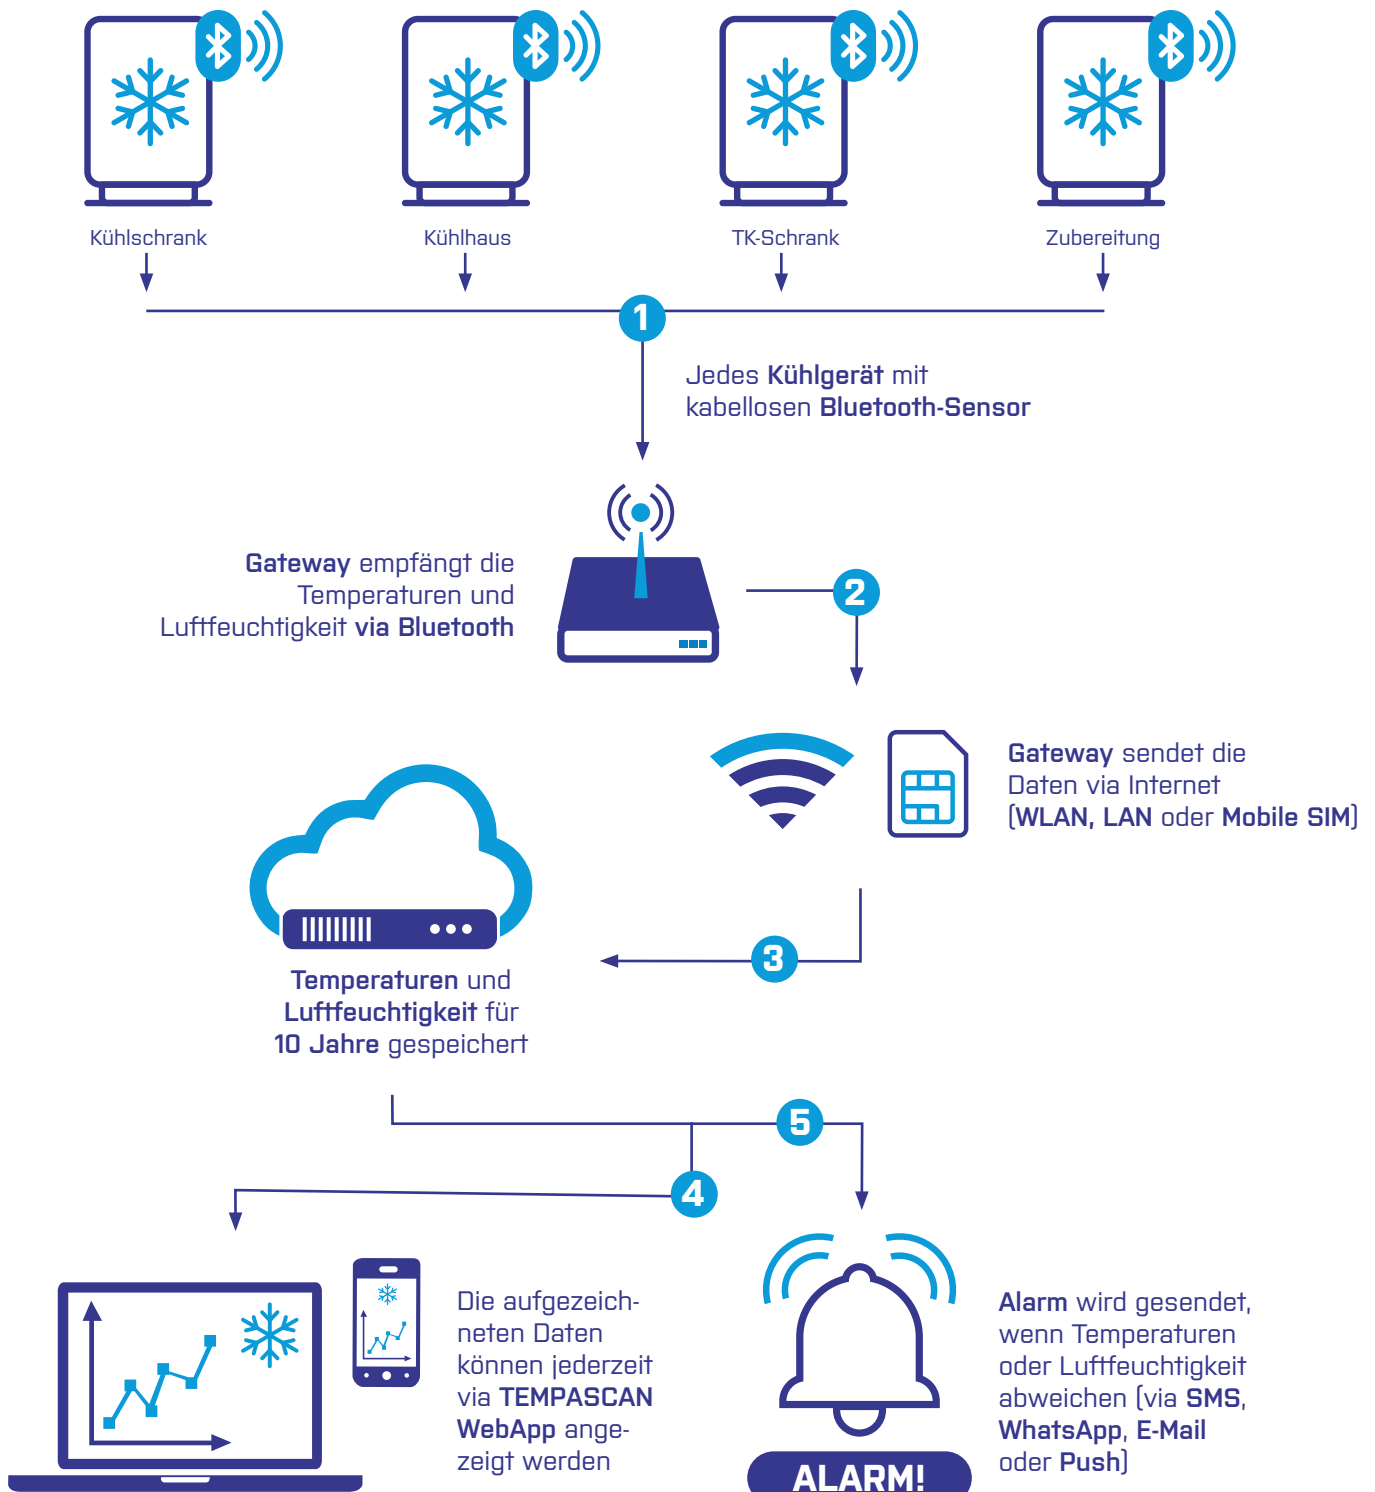 Kühlschrank
Kühlhaus
TK-Schrank
Zubereitung
1
Jedes Kühlgerät mit
kabellosen Bluetooth-Sensor
Gateway empfängt die
Temperaturen und
Luftfeuchtigkeit via Bluetooth
2
Gateway sendet die
Daten via Internet
(WLAN, LAN oder Mobile SIM)
3
Temperaturen und
Luftfeuchtigkeit für
10 Jahre gespeichert
5
4
Die aufgezeich-
neten Daten
können jederzeit
via TEMPASCAN
WebApp ange-
zeigt werden
Alarm wird gesendet,
wenn Temperaturen
oder Luftfeuchtigkeit
abweichen (via SMS,
WhatsApp, E-Mail
oder Push)
ALARM!